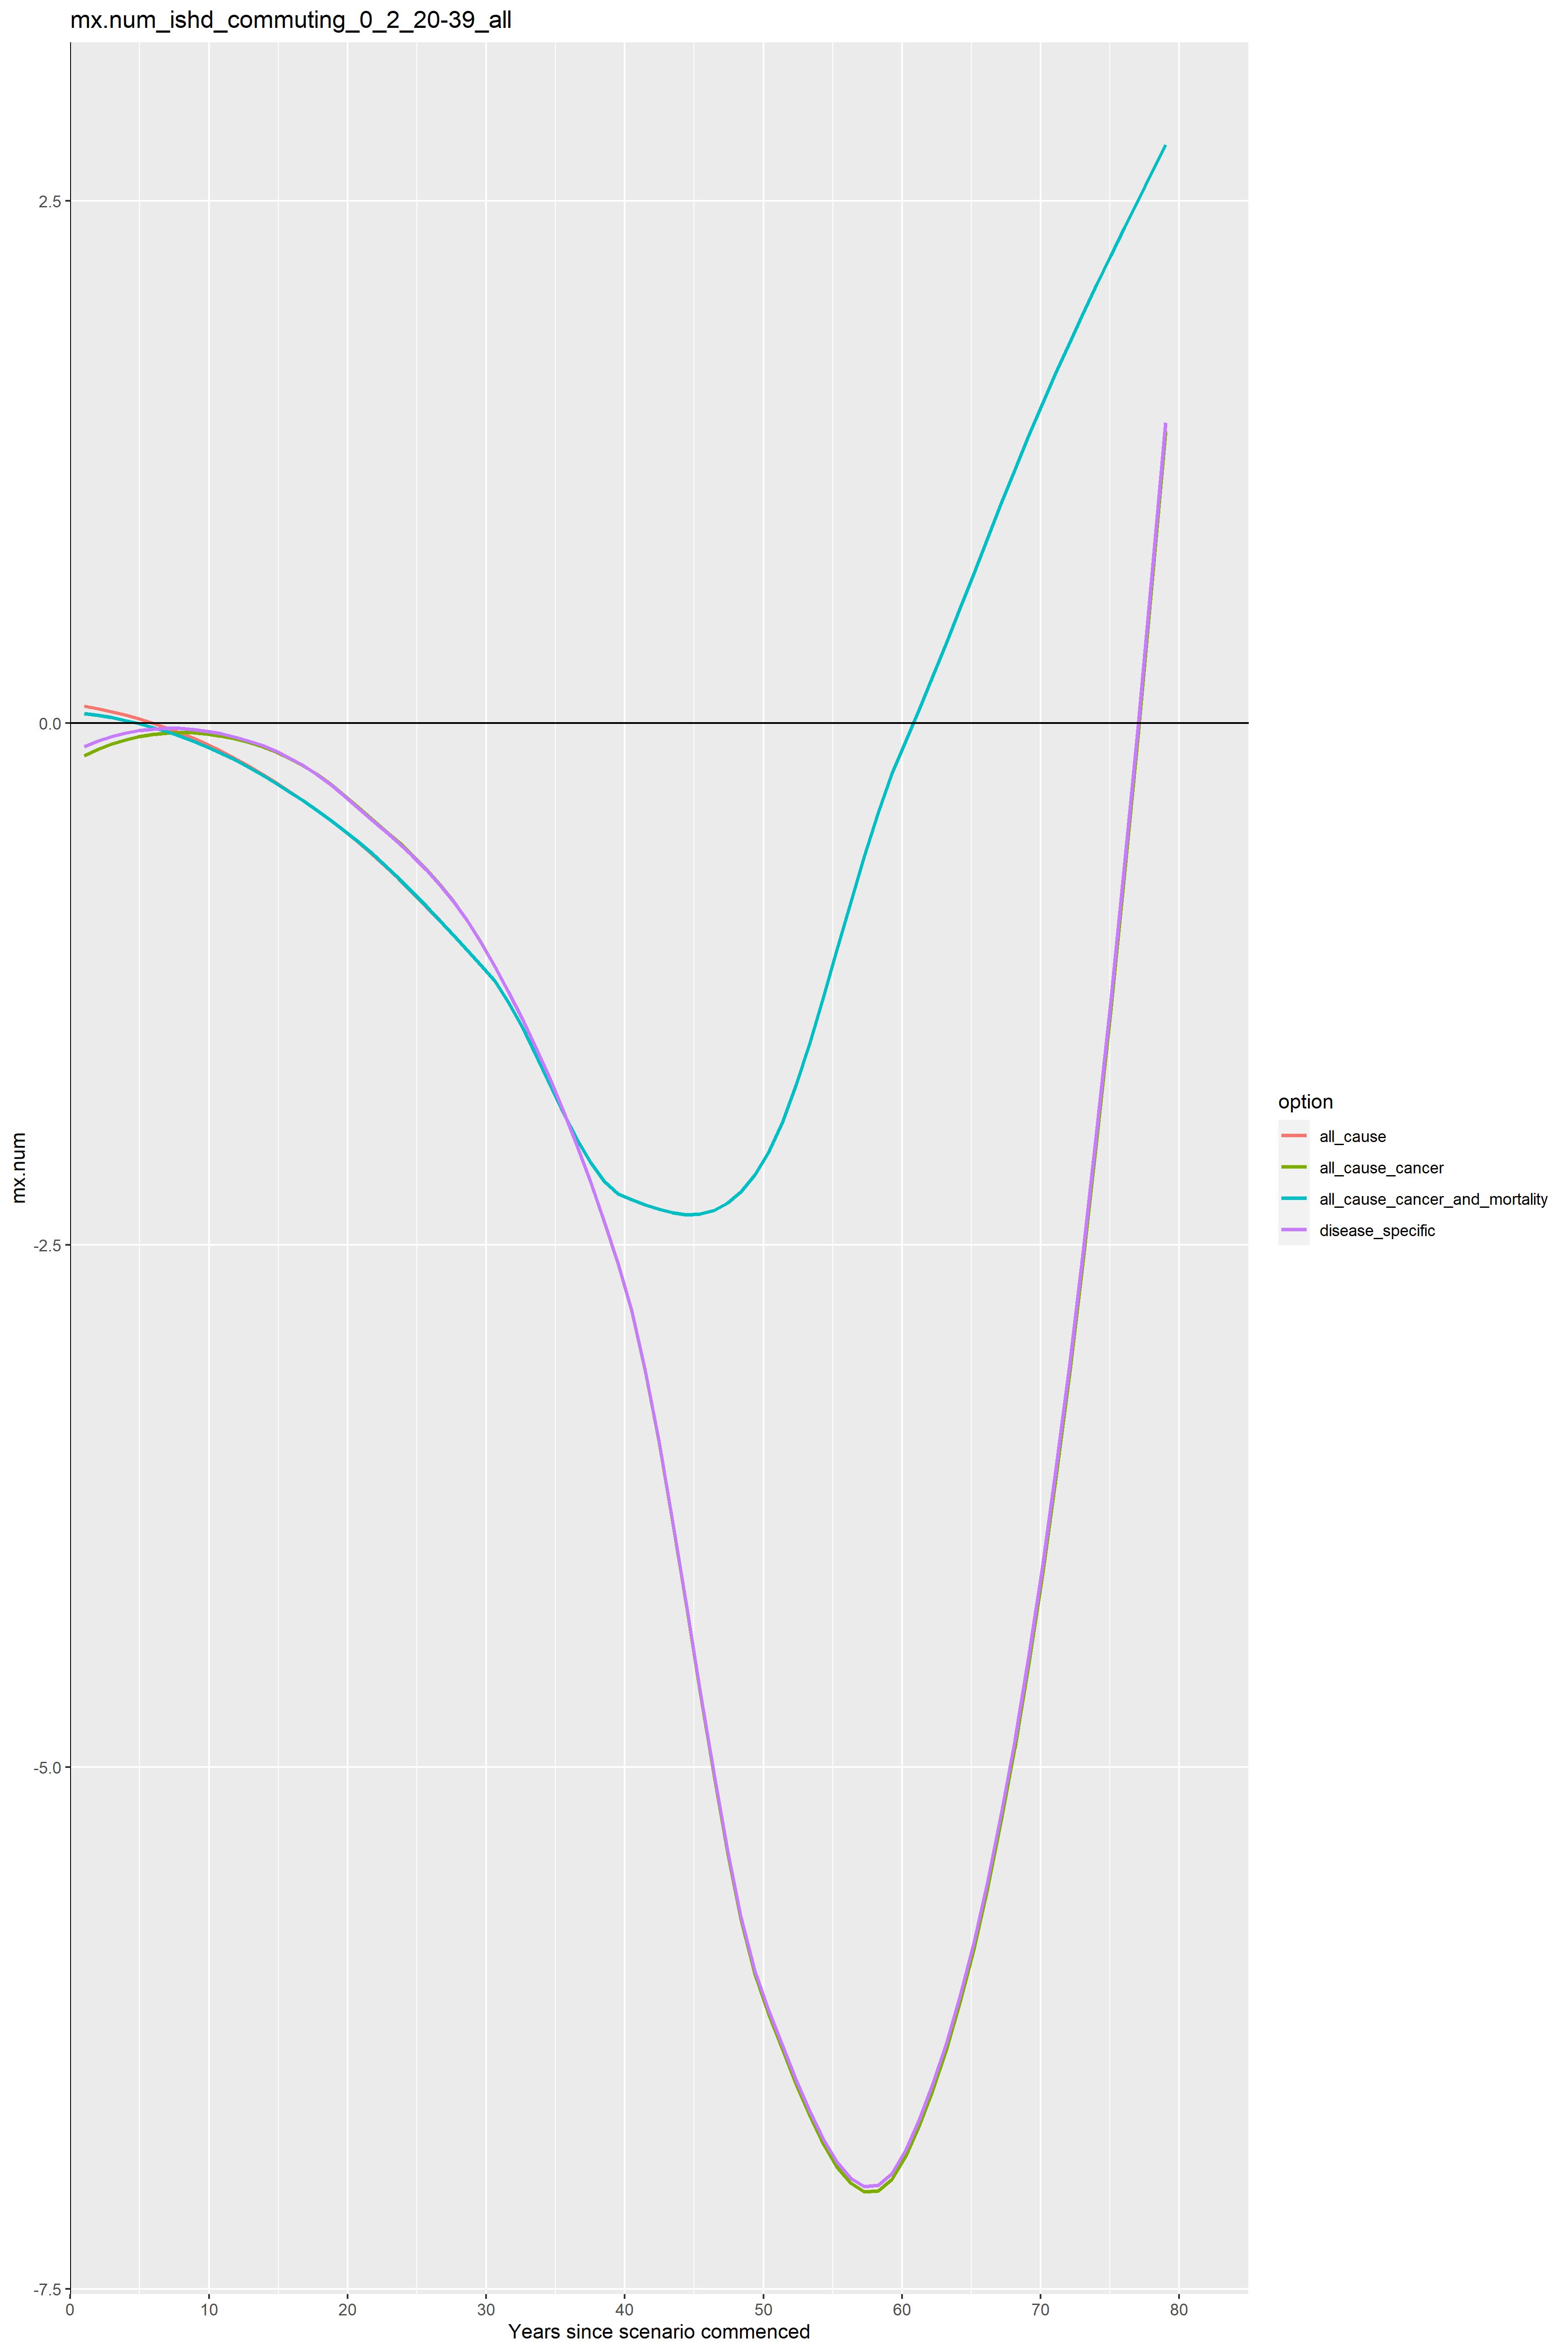 mx.num_ishd_commuting_0_2_20-39_all
2.5
0.0
-2.5
-5.0
-7.5
mx.num
0 10 20 30 40 50 60 70 80
Years since scenario commenced
option
all_cause
all_cause_cancer
all_cause_cancer_and_mortality
disease_specific